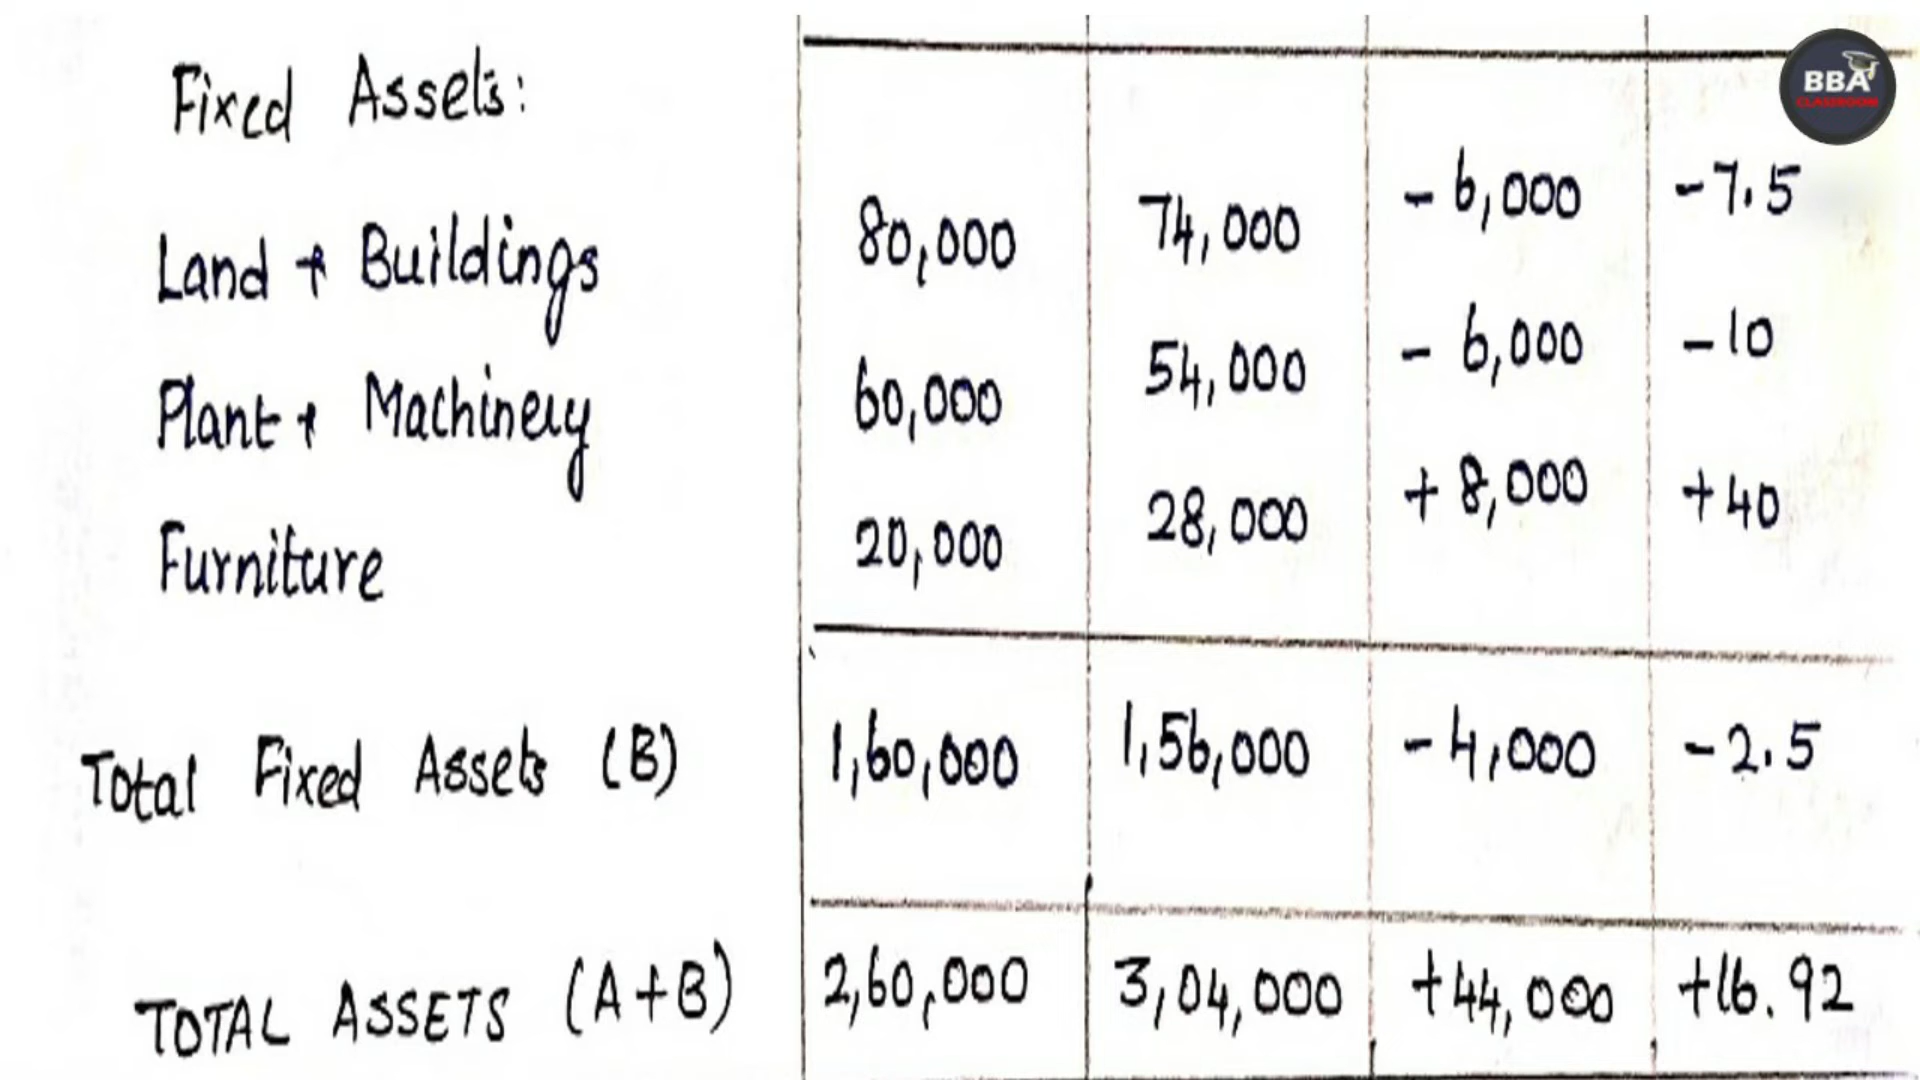 BBA
CLASSROOM
Fixed Assets:
Land + Buildings 80,000 74,000 - 6,000 -7.5
Plant + Machinery 60,000 54,000 - 6,000 -10
Furniture 20,000 28,000 + 8,000 +40
Total Fixed Assets (B) 1,60,000 1,56,000 -4,000 -2.5
TOTAL ASSETS (A+B) 2,60,000 3,04,000 +44,000 +16.92